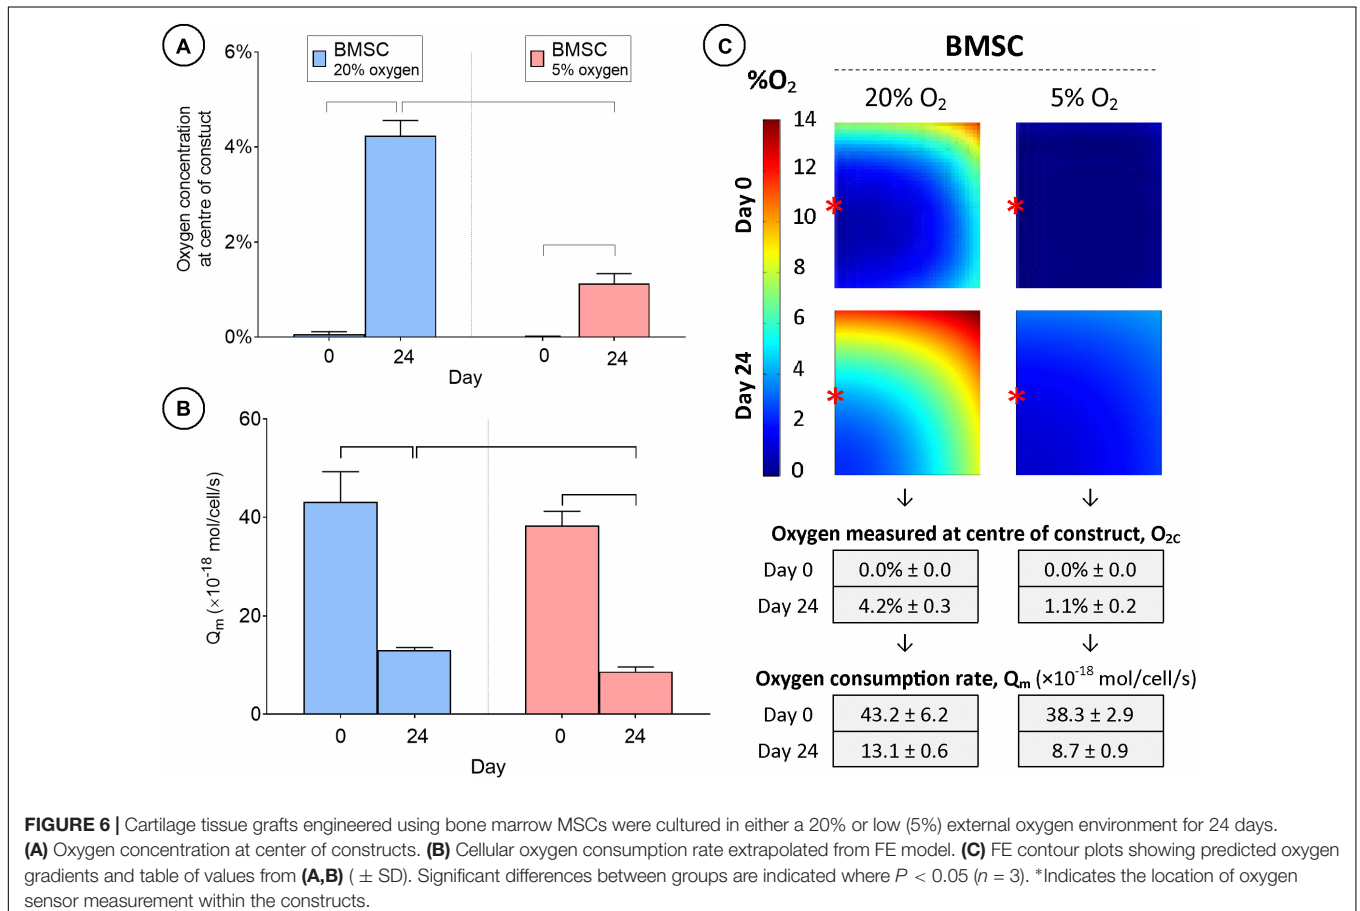 A
6%
4%
2%
0%
Oxygen concentration
at centre of constuct
BMSC
20% oxygen
BMSC
5% oxygen
0
24
0
24
Day
B
60
40
20
0
Qm (×10-18 mol/cell/s)
0
24
0
24
Day
C
BMSC
%O2
20% O2
5% O2
14
12
10
8
6
4
2
0
Day 0
*
*
Day 24
*
*
↓ ↓
Oxygen measured at centre of construct, O2C
Day 0 0.0% ± 0.0 0.0% ± 0.0
Day 24 4.2% ± 0.3 1.1% ± 0.2
↓ ↓
Oxygen consumption rate, Qm (×10-18 mol/cell/s)
Day 0 43.2 ± 6.2 38.3 ± 2.9
Day 24 13.1 ± 0.6 8.7 ± 0.9
FIGURE 6 | Cartilage tissue grafts engineered using bone marrow MSCs were cultured in either a 20% or low (5%) external oxygen environment for 24 days.
(A) Oxygen concentration at center of constructs. (B) Cellular oxygen consumption rate extrapolated from FE model. (C) FE contour plots showing predicted oxygen
gradients and table of values from (A,B) ( ± SD). Significant differences between groups are indicated where P < 0.05 (n = 3). *Indicates the location of oxygen
sensor measurement within the constructs.